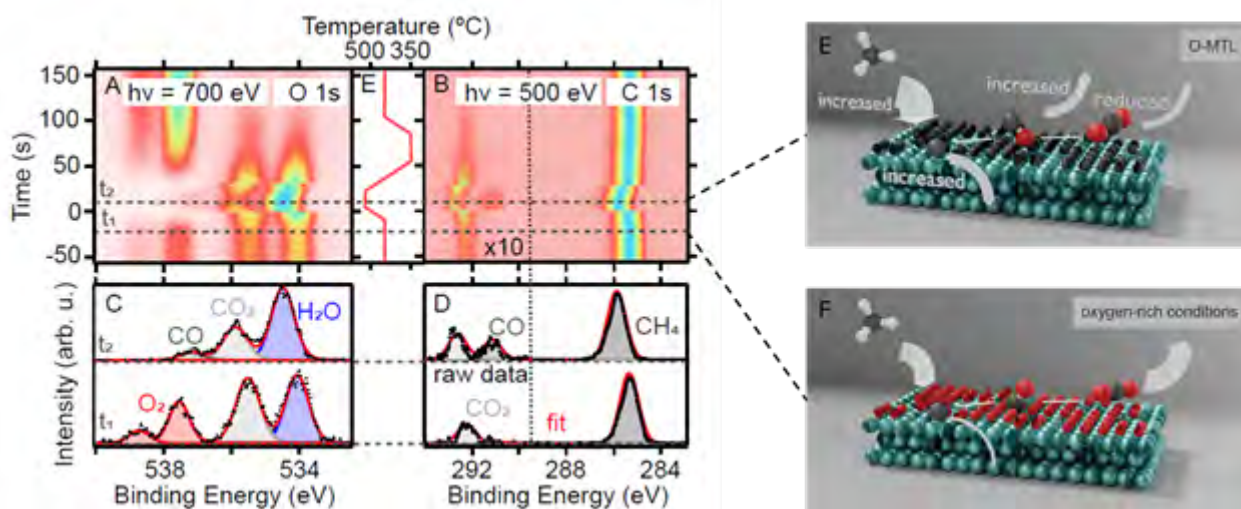 Temperature (ºC)
500 350
A
hν = 700 eV
O 1s
E
B
hν = 500 eV
C 1s
150
100
50
0
-50
Time (s)
t₂
t₁
x10
C
CO
CO₂
H₂O
t₂
O₂
t₁
D
CO
CH₄
raw data
CO₂
fit
Intensity (arb. u.)
538 534
292 288 284
Binding Energy (eV)
Binding Energy (eV)
E
O-MTL
increased
increased
reduced
increased
F
oxygen-rich conditions